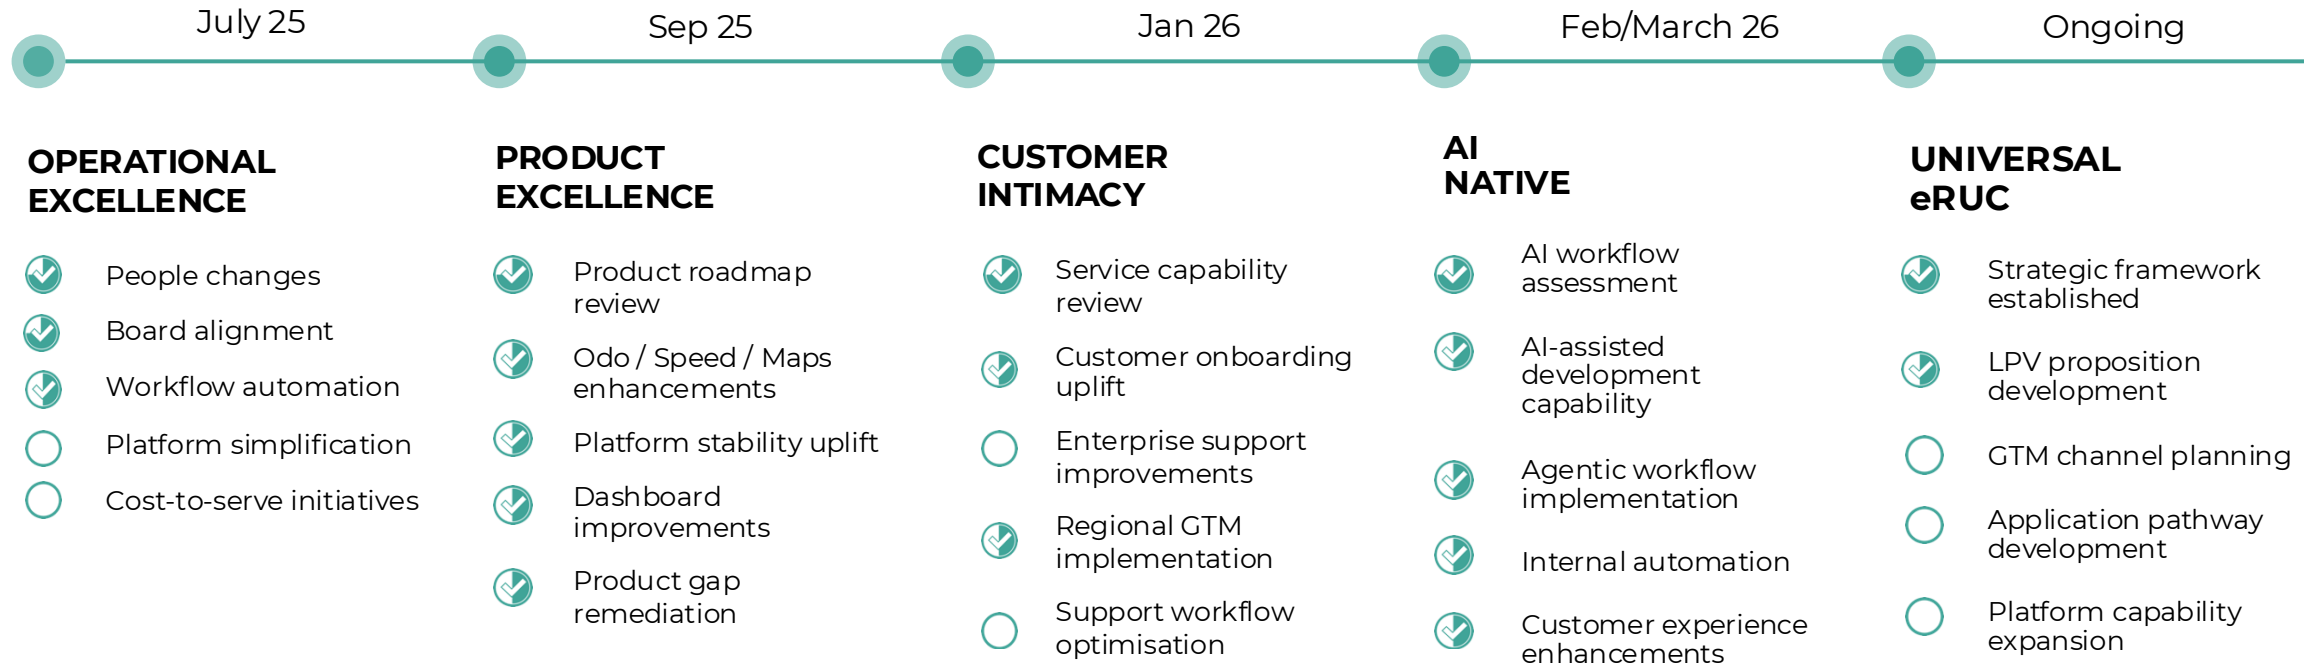 July 25
Sep 25
Jan 26
Feb/March 26
Ongoing
OPERATIONAL
EXCELLENCE
People changes
Board alignment
Workflow automation
Platform simplification
Cost-to-serve initiatives
PRODUCT
EXCELLENCE
Product roadmap
review
Odo / Speed / Maps
enhancements
Platform stability uplift
Dashboard
improvements
Product gap
remediation
CUSTOMER
INTIMACY
Service capability
review
Customer onboarding
uplift
Enterprise support
improvements
Regional GTM
implementation
Support workflow
optimisation
AI
NATIVE
AI workflow
assessment
AI-assisted
development
capability
Agentic workflow
implementation
Internal automation
Customer experience
enhancements
UNIVERSAL
eRUC
Strategic framework
established
LPV proposition
development
GTM channel planning
Application pathway
development
Platform capability
expansion